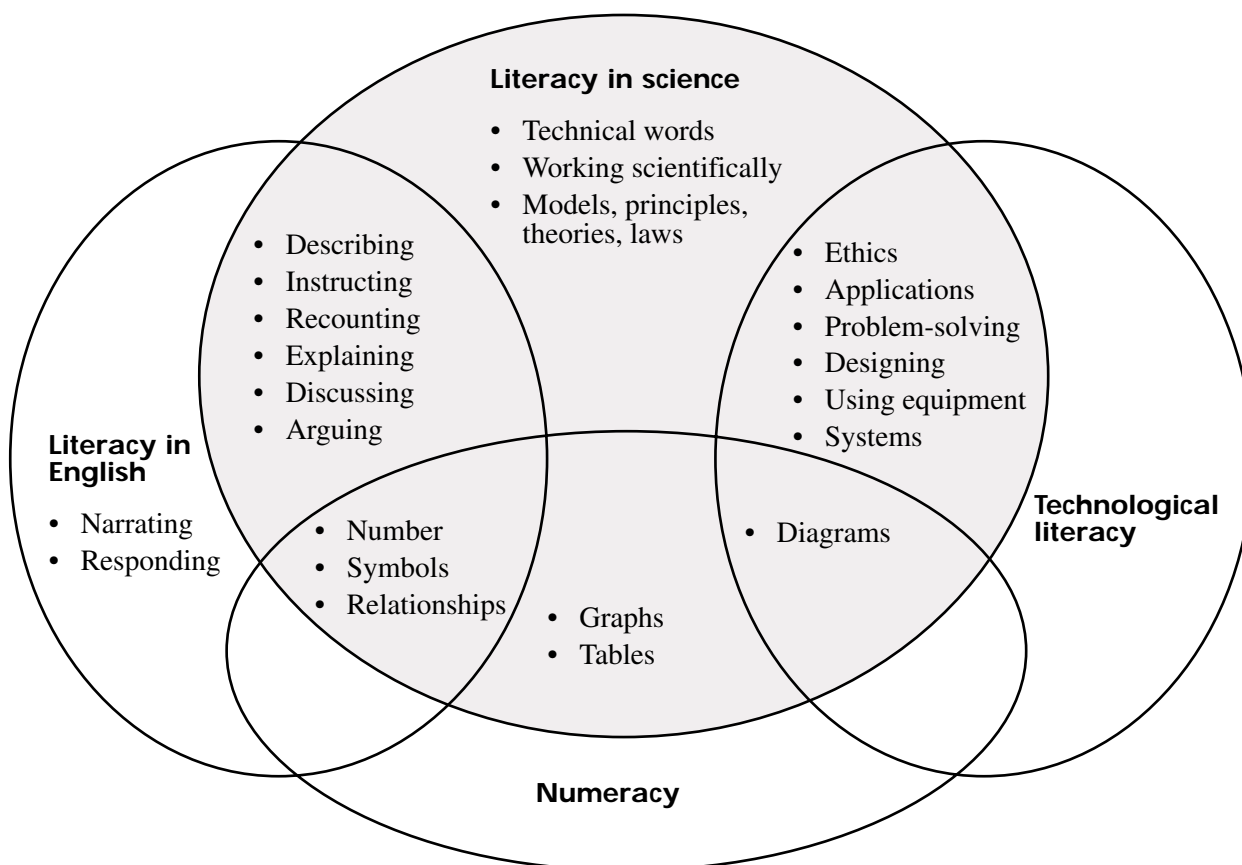 Literacy in science
• Technical words
• Working scientifically
• Models, principles,
theories, laws
• Describing
• Instructing
• Recounting
• Explaining
• Discussing
• Arguing
• Ethics
• Applications
• Problem-solving
• Designing
• Using equipment
• Systems
Literacy in
English
• Narrating
• Responding
• Number
• Symbols
• Relationships
• Graphs
• Tables
• Diagrams
Technological
literacy
Numeracy